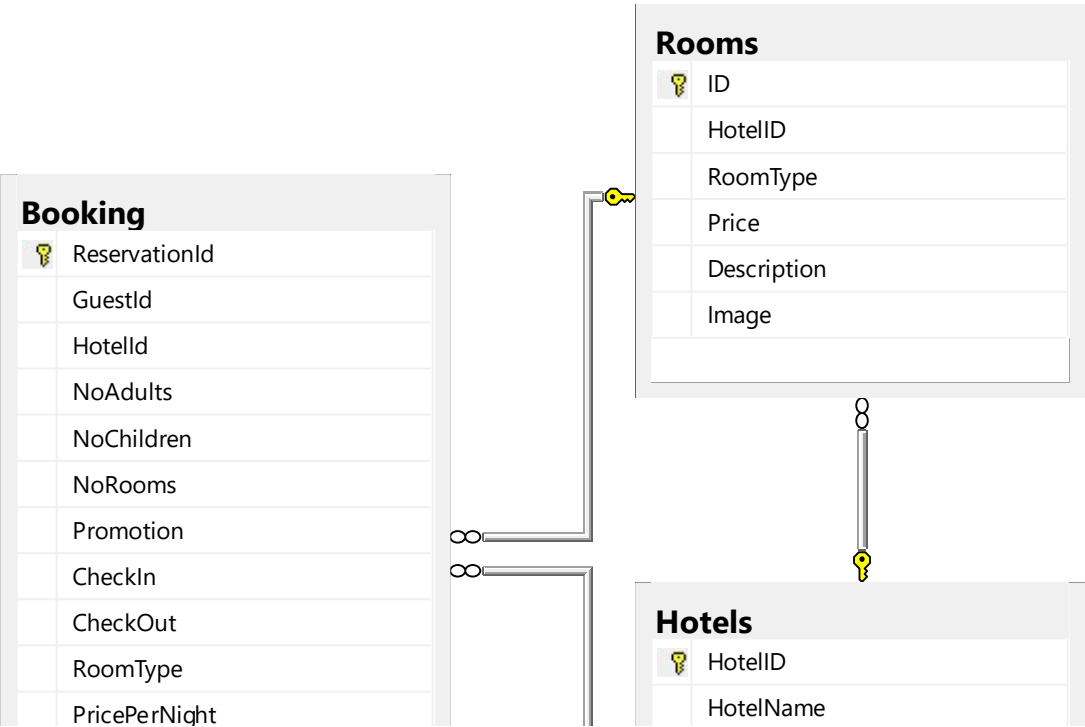 Rooms
ID
HotelID
RoomType
Price
Description
Image
Booking
ReservationId
GuestId
HotelId
NoAdults
NoChildren
NoRooms
Promotion
CheckIn
CheckOut
RoomType
PricePerNight
Hotels
HotelID
HotelName